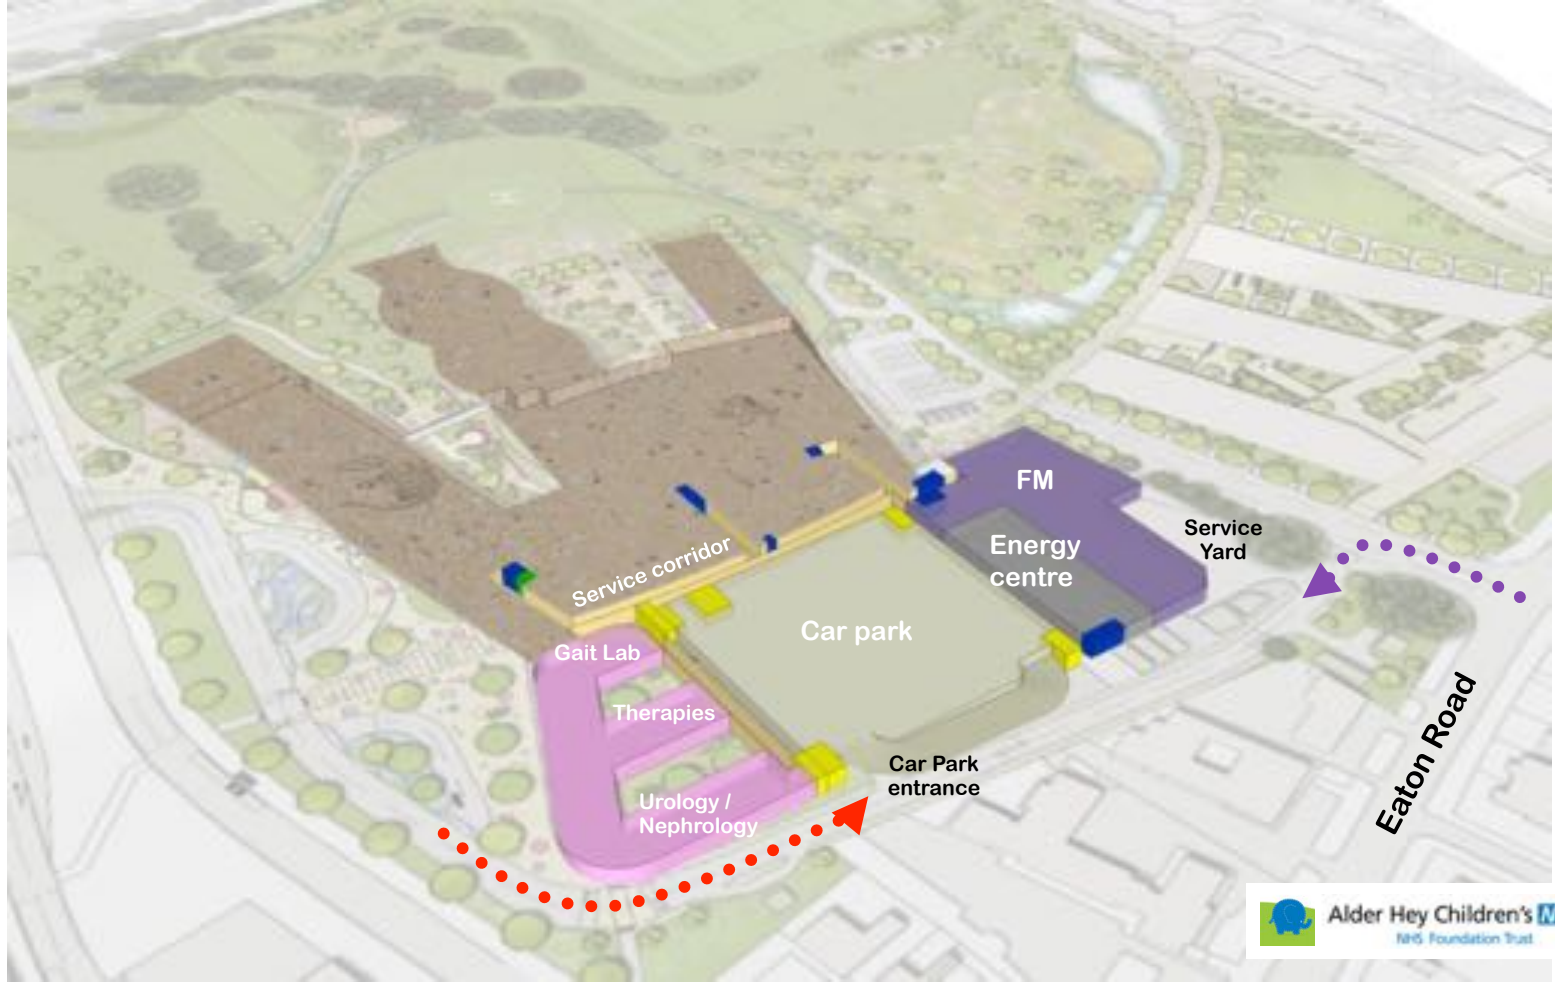 FM
Service
Yard
Energy
centre
Service corridor
Car park
Gait Lab
Therapies
Eaton Road
Car Park
entrance
Urology /
Nephrology
Alder Hey Children's N
NHS Foundation Trust